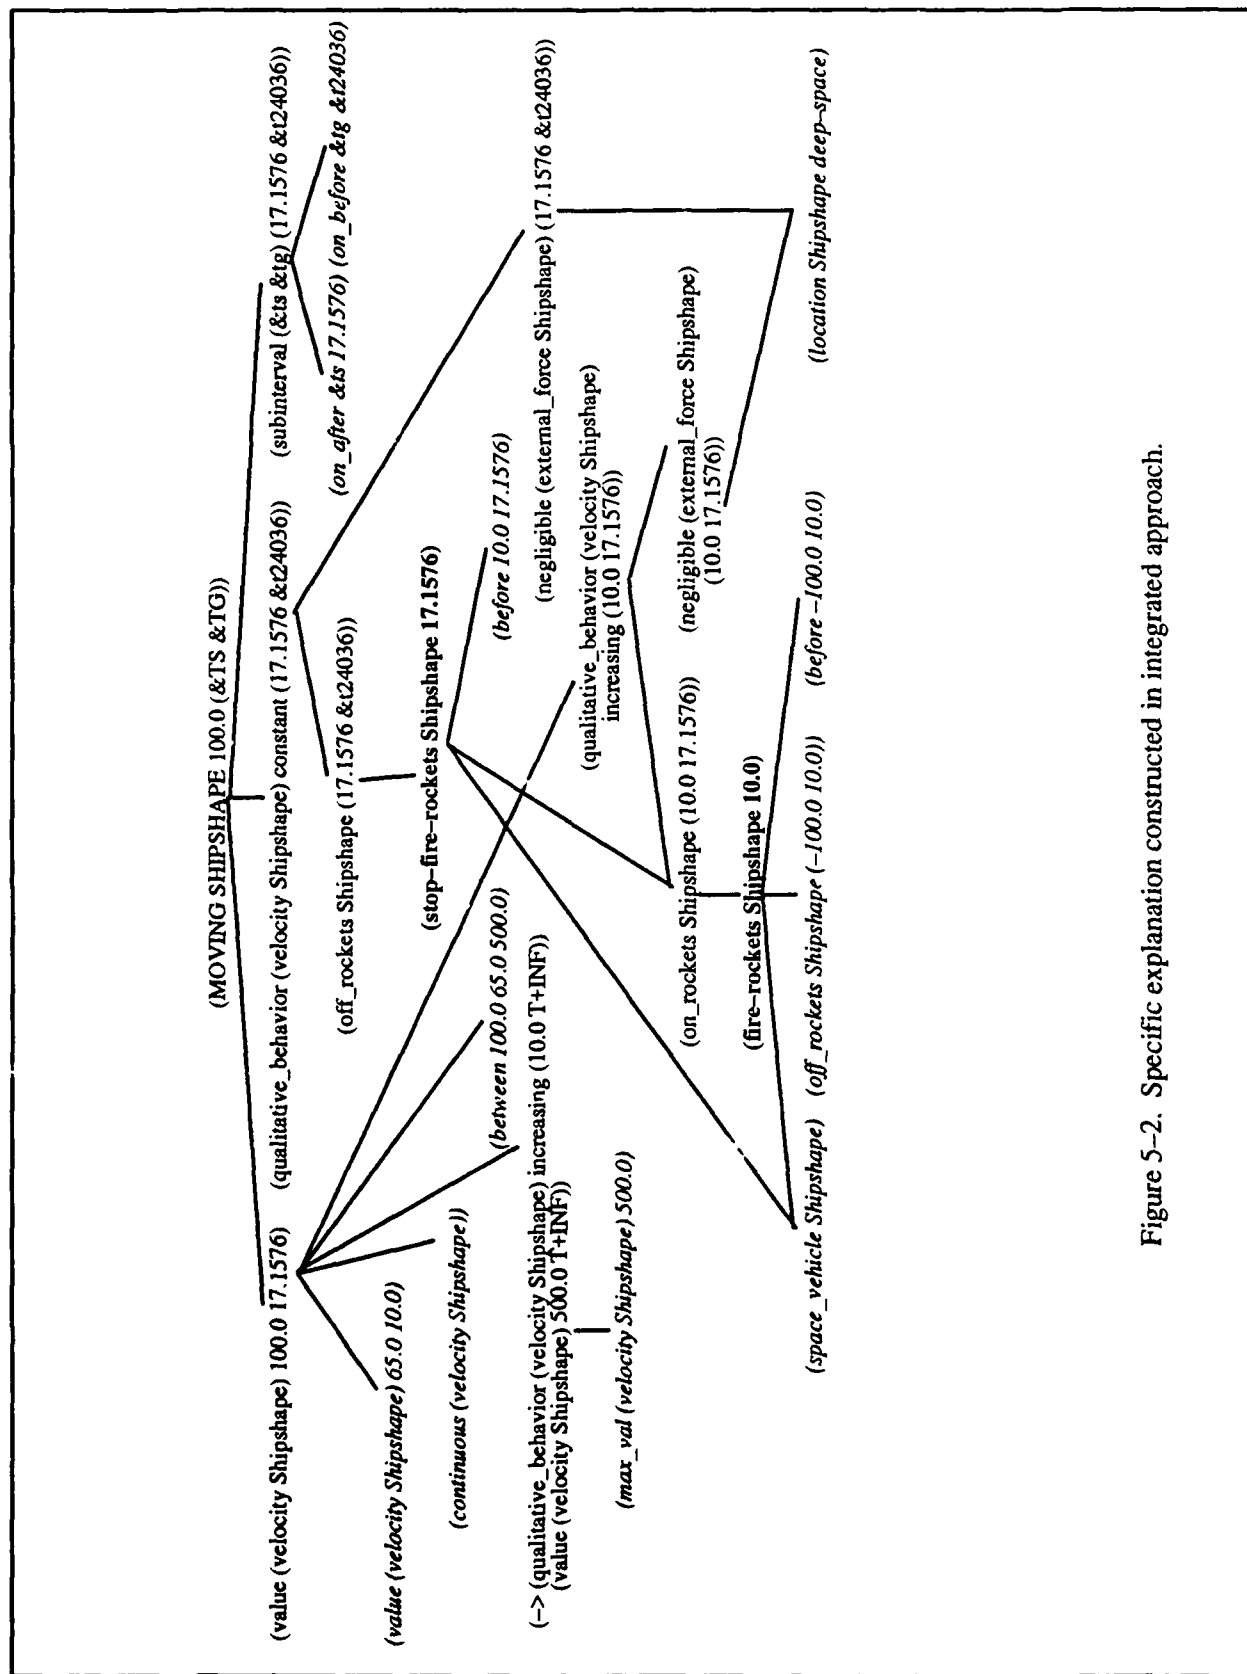 (MOVING SHIPSHAPE 100.0 (&TS &TG))
(value (velocity Shipshape) 100.0 17.1576)
(qualitative_behavior (velocity Shipshape) constant (17.1576 &t24036))
(subinterval (&ts &tg) (17.1576 &t24036))
(value (velocity Shipshape) 65.0 10.0)
(off_rockets Shipshape (17.1576 &t24036))
(on_after &ts 17.1576) (on_before &tg &t24036)
(continuous (velocity Shipshape))
(stop–fire–rockets Shipshape 17.1576)
(between 100.0 65.0 500.0)
(before 10.0 17.1576)
(–> (qualitative_behavior (velocity Shipshape) increasing (10.0 T+INF))
(value (velocity Shipshape) 500.0 T+INF))
(negligible (external_force Shipshape) (17.1576 &t24036))
(qualitative_behavior (velocity Shipshape)
increasing (10.0 17.1576))
(max_val (velocity Shipshape) 500.0)
(on_rockets Shipshape (10.0 17.1576))
(negligible (external_force Shipshape)
(10.0 17.1576))
(fire–rockets Shipshape 10.0)
(space_vehicle Shipshape) (off_rockets Shipshape (–100.0 10.0)) (before –100.0 10.0) (location Shipshape deep–space)
Figure 5–2. Specific explanation constructed in integrated approach.